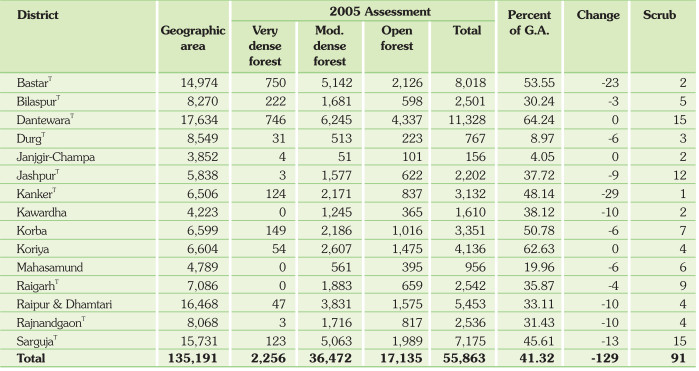 District 2005 Assessment Percent Change Scrub
Geographic Very Mod. Open Total of G.A.
area dense dense forest
forest forest
Bastarᵀ 14,974 750 5,142 2,126 8,018 53.55 -23 2
Bilaspurᵀ 8,270 222 1,681 598 2,501 30.24 -3 5
Dantewaraᵀ 17,634 746 6,245 4,337 11,328 64.24 0 15
Durgᵀ 8,549 31 513 223 767 8.97 -6 3
Janjgir-Champa 3,852 4 51 101 156 4.05 0 2
Jashpurᵀ 5,838 3 1,577 622 2,202 37.72 -9 12
Kankerᵀ 6,506 124 2,171 837 3,132 48.14 -29 1
Kawardha 4,223 0 1,245 365 1,610 38.12 -10 2
Korba 6,599 149 2,186 1,016 3,351 50.78 -6 7
Koriya 6,604 54 2,607 1,475 4,136 62.63 0 4
Mahasamund 4,789 0 561 395 956 19.96 -6 6
Raigarhᵀ 7,086 0 1,883 659 2,542 35.87 -4 9
Raipur & Dhamtari 16,468 47 3,831 1,575 5,453 33.11 -10 4
Rajnandgaonᵀ 8,068 3 1,716 817 2,536 31.43 -10 4
Sargujaᵀ 15,731 123 5,063 1,989 7,175 45.61 -13 15
Total 135,191 2,256 36,472 17,135 55,863 41.32 -129 91